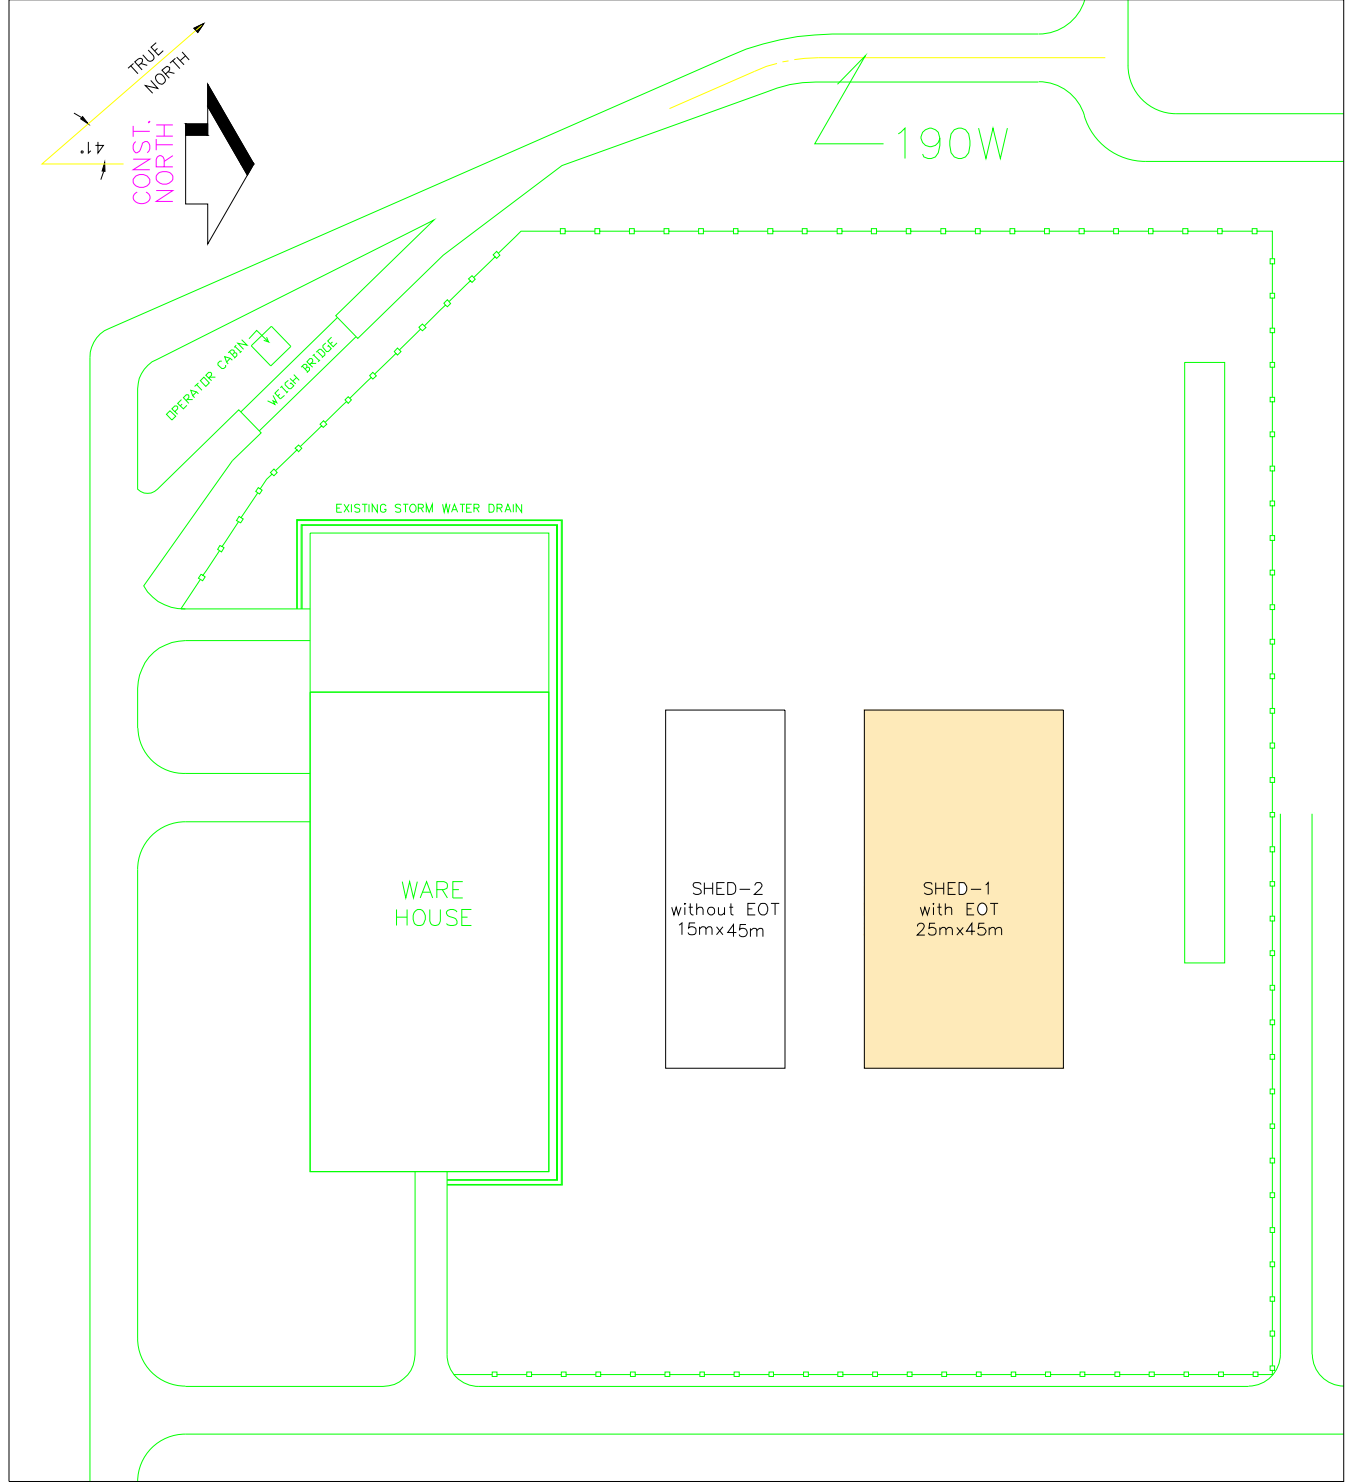 TRUE
NORTH
41°
CONST.
NORTH
190W
OPERATOR CABIN
WEIGH BRIDGE
EXISTING STORM WATER DRAIN
WARE
HOUSE
SHED-2
without EOT
15mx45m
SHED-1
with EOT
25mx45m